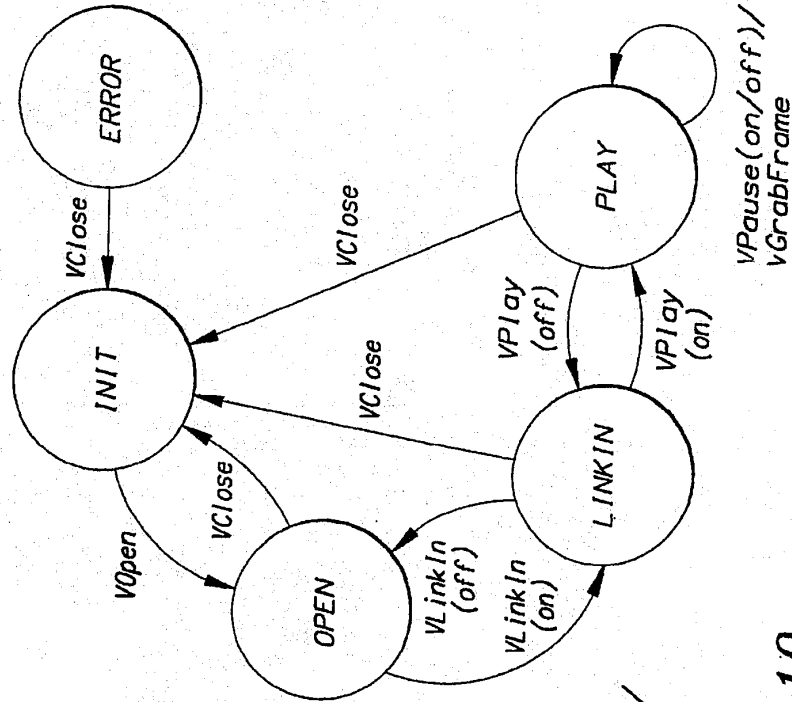 ERROR
VClose
INIT
VClose
PLAY
VPause(on/off)/
vGrabFrame
VClose
VPlay
(off)
VPlay
(on)
VOpen
VClose
LINKIN
OPEN
VLinkIn
(off)
VLinkIn
(on)
10
/